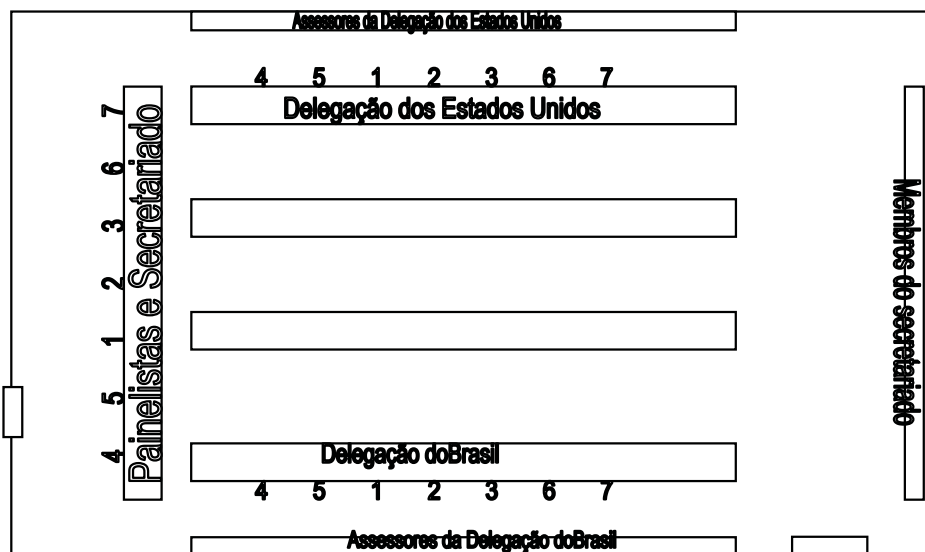 Assessores da Delegação dos Estados Unidos
4 5 1 2 3 6 7
Delegação dos Estados Unidos
7 6 3 2 1 5 4
Painelistas e Secretariado
Membros do secretariado
Delegação doBrasil
4 5 1 2 3 6 7
Assessores da Delegação doBrasil